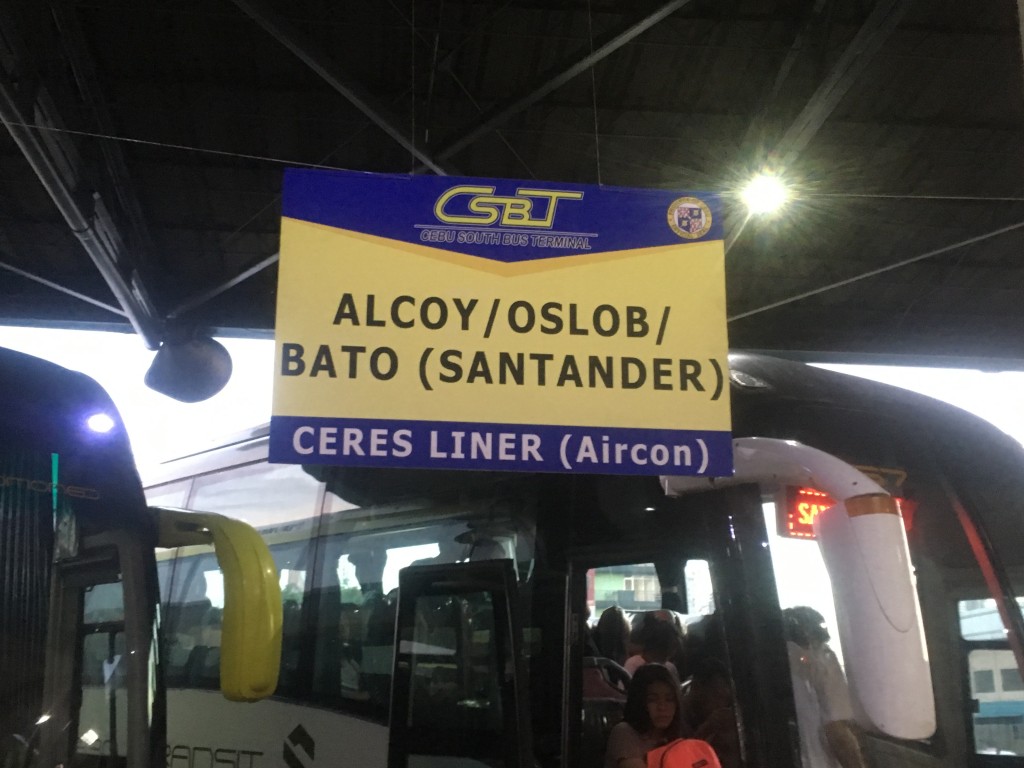 CSBT
CEBU SOUTH BUS TERMINAL
ALCOY/OSLOB/
BATO (SANTANDER)
CERES LINER (Aircon)